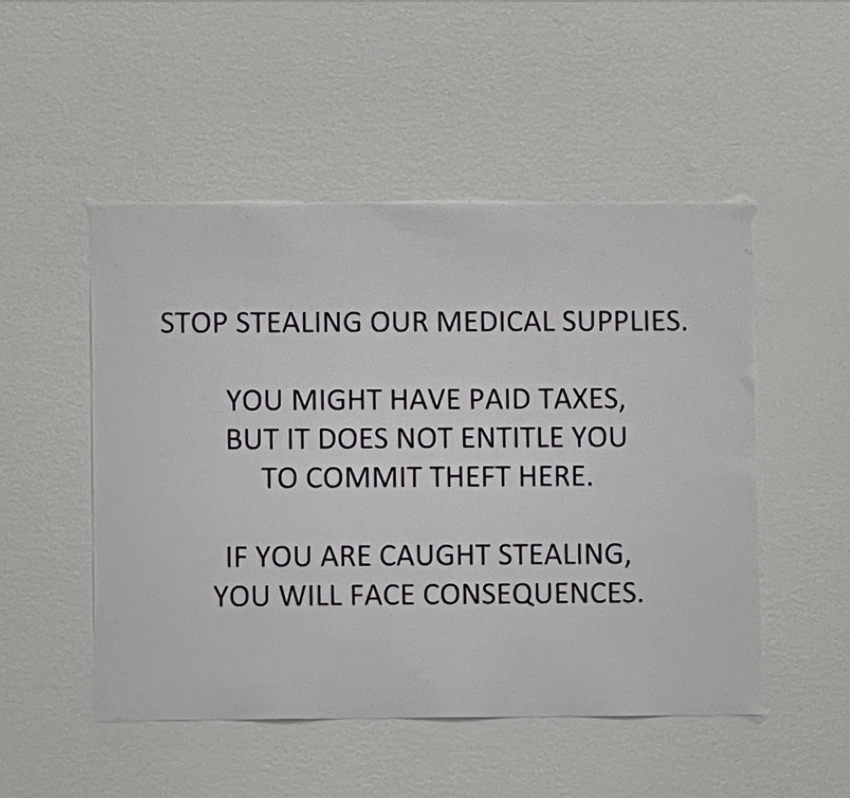 STOP STEALING OUR MEDICAL SUPPLIES.
YOU MIGHT HAVE PAID TAXES,
BUT IT DOES NOT ENTITLE YOU
TO COMMIT THEFT HERE.
IF YOU ARE CAUGHT STEALING,
YOU WILL FACE CONSEQUENCES.